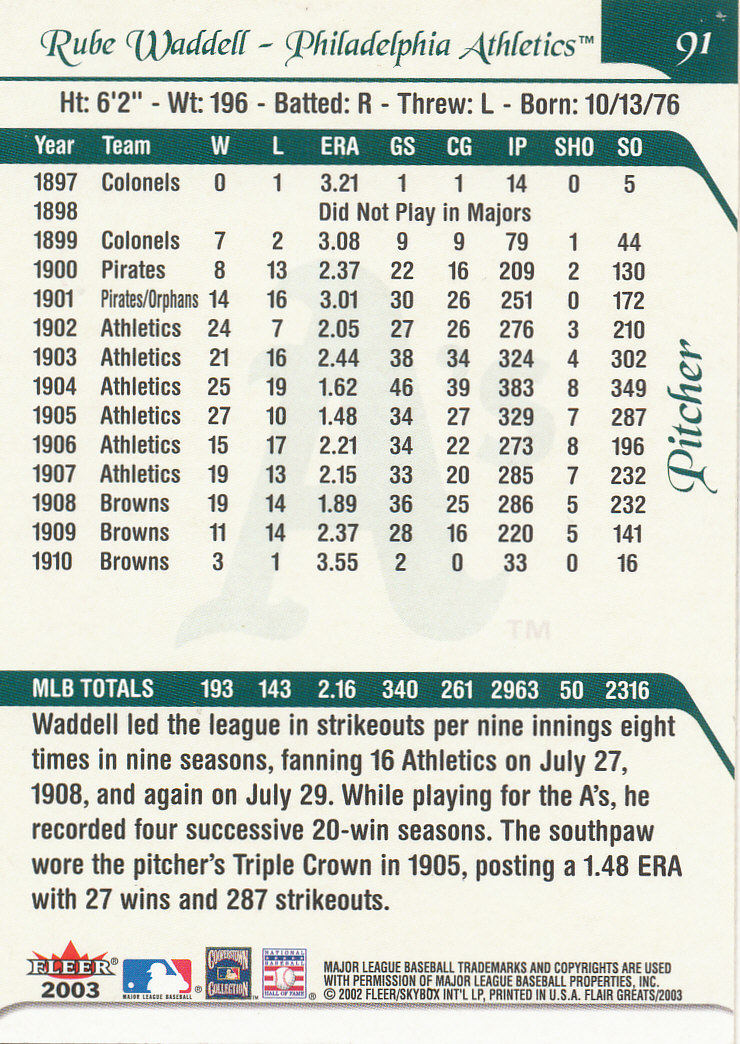 Rube Waddell - Philadelphia Athletics™
91
Ht: 6'2" - Wt: 196 - Batted: R - Threw: L - Born: 10/13/76
Year Team W L ERA GS CG IP SHO SO
1897 Colonels 0 1 3.21 1 1 14 0 5
1898 Did Not Play in Majors
1899 Colonels 7 2 3.08 9 9 79 1 44
1900 Pirates 8 13 2.37 22 16 209 2 130
1901 Pirates/Orphans 14 16 3.01 30 26 251 0 172
1902 Athletics 24 7 2.05 27 26 276 3 210
1903 Athletics 21 16 2.44 38 34 324 4 302
1904 Athletics 25 19 1.62 46 39 383 8 349
1905 Athletics 27 10 1.48 34 27 329 7 287
1906 Athletics 15 17 2.21 34 22 273 8 196
1907 Athletics 19 13 2.15 33 20 285 7 232
1908 Browns 19 14 1.89 36 25 286 5 232
1909 Browns 11 14 2.37 28 16 220 5 141
1910 Browns 3 1 3.55 2 0 33 0 16
Pitcher
A's
TM
MLB TOTALS 193 143 2.16 340 261 2963 50 2316
Waddell led the league in strikeouts per nine innings eight
times in nine seasons, fanning 16 Athletics on July 27,
1908, and again on July 29. While playing for the A's, he
recorded four successive 20-win seasons. The southpaw
wore the pitcher's Triple Crown in 1905, posting a 1.48 ERA
with 27 wins and 287 strikeouts.
FLEER®
2003
MAJOR LEAGUE BASEBALL ®
COOPERSTOWN
COLLECTION ™
NATIONAL
BASEBALL
HALL OF FAME ®
MAJOR LEAGUE BASEBALL TRADEMARKS AND COPYRIGHTS ARE USED
WITH PERMISSION OF MAJOR LEAGUE BASEBALL PROPERTIES, INC.
© 2002 FLEER/SKYBOX INT'L LP, PRINTED IN U.S.A. FLAIR GREATS/2003